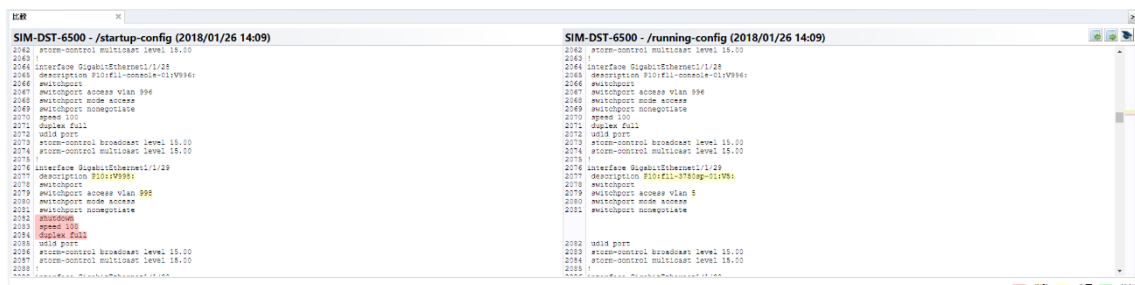 比較
SIM-DST-6500 - /startup-config (2018/01/26 14:09)
2062 storm-control multicast level 15.00
2063 !
2064 interface GigabitEthernet1/1/28
2065 description P10:fll-console-01:V996:
2066 switchport
2067 switchport access vlan 996
2068 switchport mode access
2069 switchport nonegotiate
2070 speed 100
2071 duplex full
2072 udld port
2073 storm-control broadcast level 15.00
2074 storm-control multicast level 15.00
2075 !
2076 interface GigabitEthernet1/1/29
2077 description P10::V998:
2078 switchport
2079 switchport access vlan 998
2080 switchport mode access
2081 switchport nonegotiate
2082 shutdown
2083 speed 100
2084 duplex full
2085 udld port
2086 storm-control broadcast level 15.00
2087 storm-control multicast level 15.00
2088 !
SIM-DST-6500 - /running-config (2018/01/26 14:09)
2062 storm-control multicast level 15.00
2063 !
2064 interface GigabitEthernet1/1/28
2065 description P10:fll-console-01:V996:
2066 switchport
2067 switchport access vlan 996
2068 switchport mode access
2069 switchport nonegotiate
2070 speed 100
2071 duplex full
2072 udld port
2073 storm-control broadcast level 15.00
2074 storm-control multicast level 15.00
2075 !
2076 interface GigabitEthernet1/1/29
2077 description P10:fll-3750sp-01:V5:
2078 switchport
2079 switchport access vlan 5
2080 switchport mode access
2081 switchport nonegotiate
2082 udld port
2083 storm-control broadcast level 15.00
2084 storm-control multicast level 15.00
2085 !